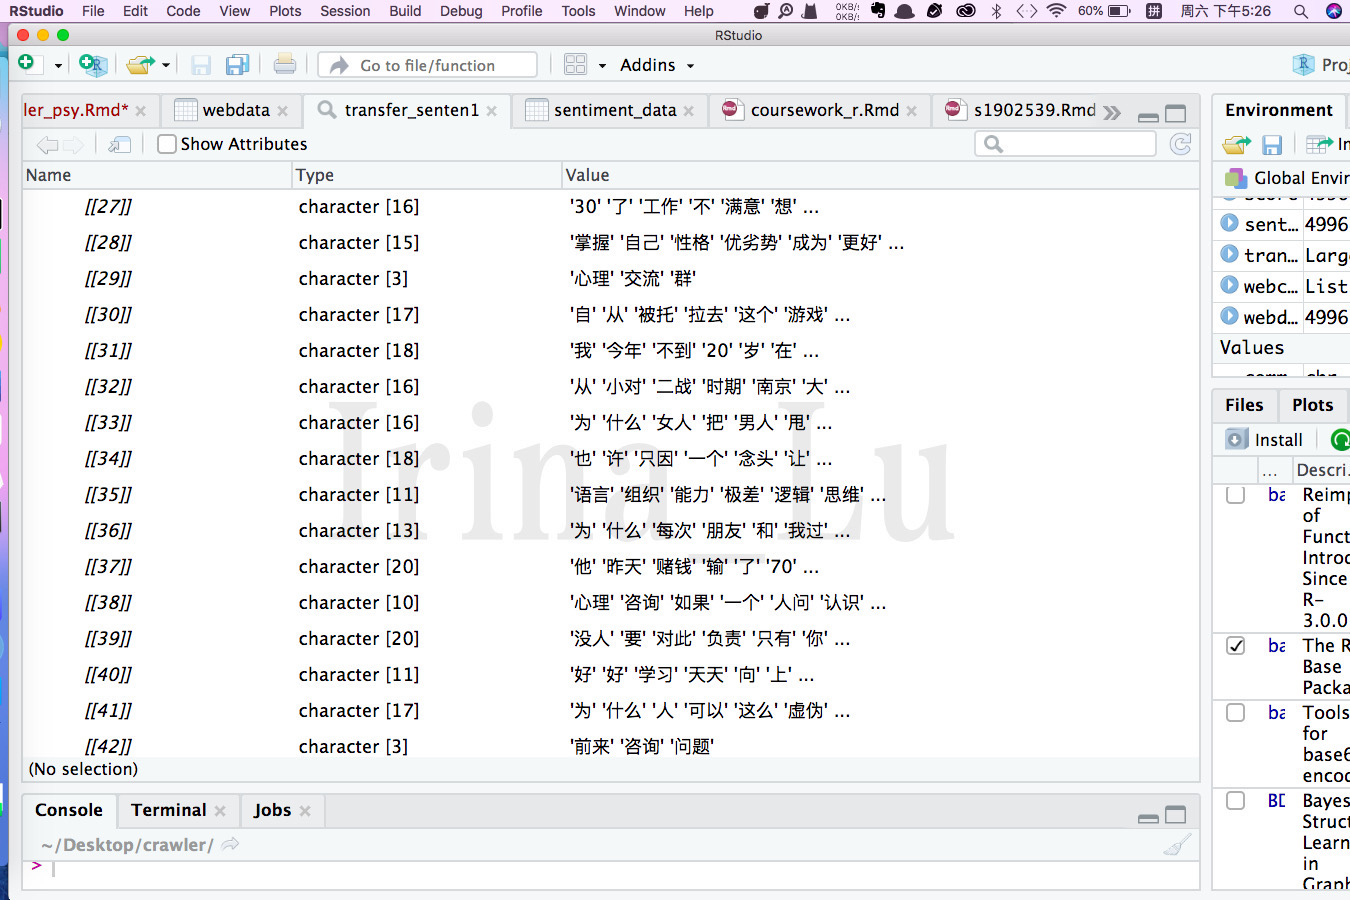 RStudio File Edit Code View Plots Session Build Debug Profile Tools Window Help 0KB/s 0KB/s 60% 拼 周六 下午5:26
RStudio
Go to file/function Addins
ler_psy.Rmd* webdata transfer_senten1 sentiment_data coursework_r.Rmd s1902539.Rmd
Show Attributes
Name Type Value
[[27]] character [16] '30' '了' '工作' '不' '满意' '想' ...
[[28]] character [15] '掌握' '自己' '性格' '优劣势' '成为' '更好' ...
[[29]] character [3] '心理' '交流' '群'
[[30]] character [17] '自' '从' '被托' '拉去' '这个' '游戏' ...
[[31]] character [18] '我' '今年' '不到' '20' '岁' '在' ...
[[32]] character [16] '从' '小对' '二战' '时期' '南京' '大' ...
[[33]] character [16] '为' '什么' '女人' '把' '男人' '甩' ...
[[34]] character [18] '也' '许' '只因' '一个' '念头' '让' ...
[[35]] character [11] '语言' '组织' '能力' '极差' '逻辑' '思维' ...
[[36]] character [13] '为' '什么' '每次' '朋友' '和' '我过' ...
[[37]] character [20] '他' '昨天' '赌钱' '输' '了' '70' ...
[[38]] character [10] '心理' '咨询' '如果' '一个' '人问' '认识' ...
[[39]] character [20] '没人' '要' '对此' '负责' '只有' '你' ...
[[40]] character [11] '好' '好' '学习' '天天' '向' '上' ...
[[41]] character [17] '为' '什么' '人' '可以' '这么' '虚伪' ...
[[42]] character [3] '前来' '咨询' '问题'
(No selection)
Irina_Lu
Console Terminal Jobs
~/Desktop/crawler/
>
Proj
Environment
In
Global Envir
sent... 4996
tran... Larg
webc... List
webd... 4996
Values
Files Plots
Install
... Descri.
ba Reimp
of
Funct
Introd
Since
R-
3.0.0
ba The R
Base
Packa
ba Tools
for
base6
encod
BD Bayes
Struct
Learn
in
Graph